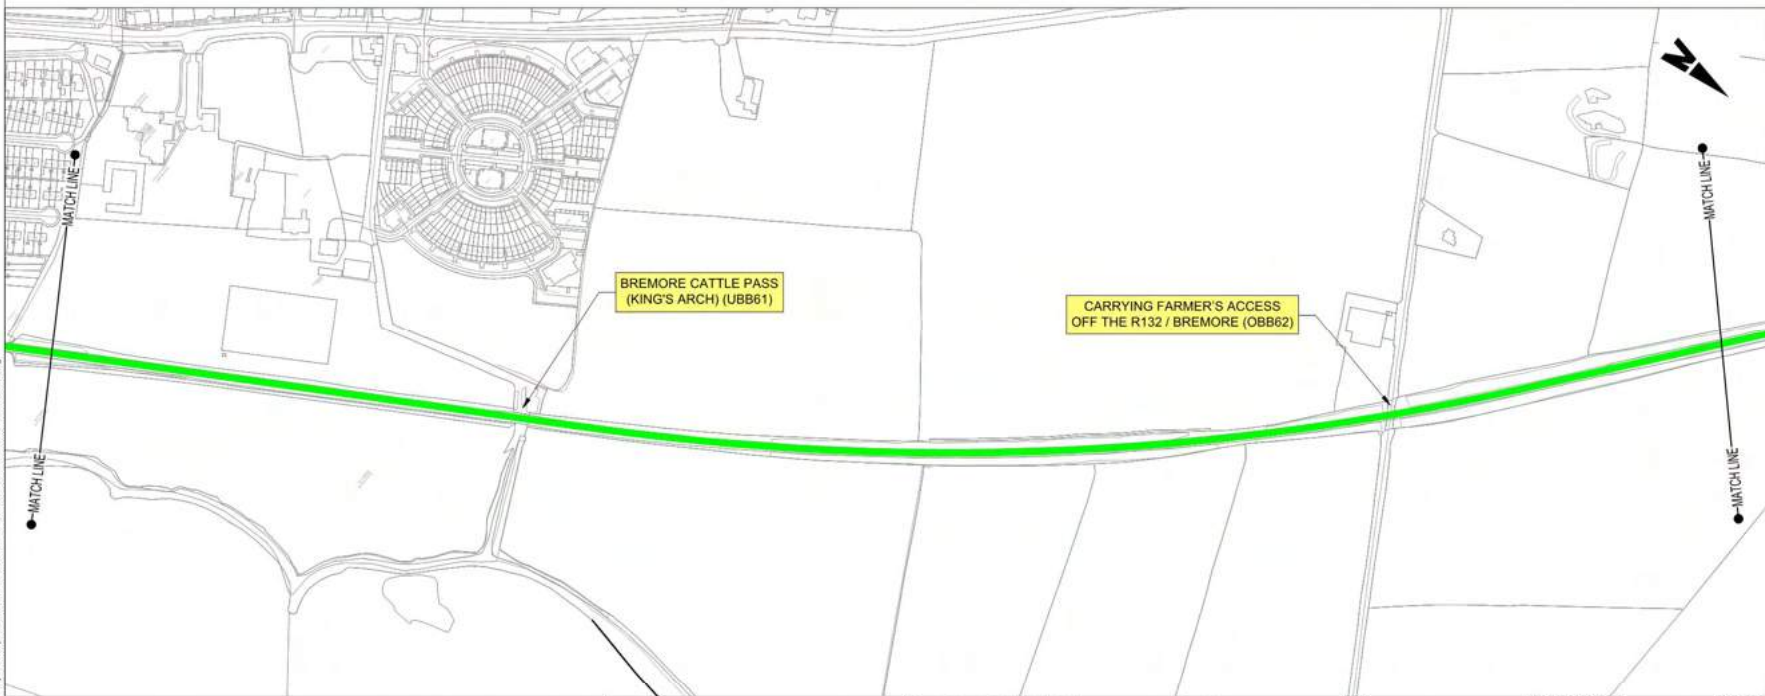 N
MATCH LINE
MATCH LINE
BREMORE CATTLE PASS
(KING'S ARCH) (UBB61)
CARRYING FARMER'S ACCESS
OFF THE R132 / BREMORE (OBB62)
MATCH LINE
MATCH LINE